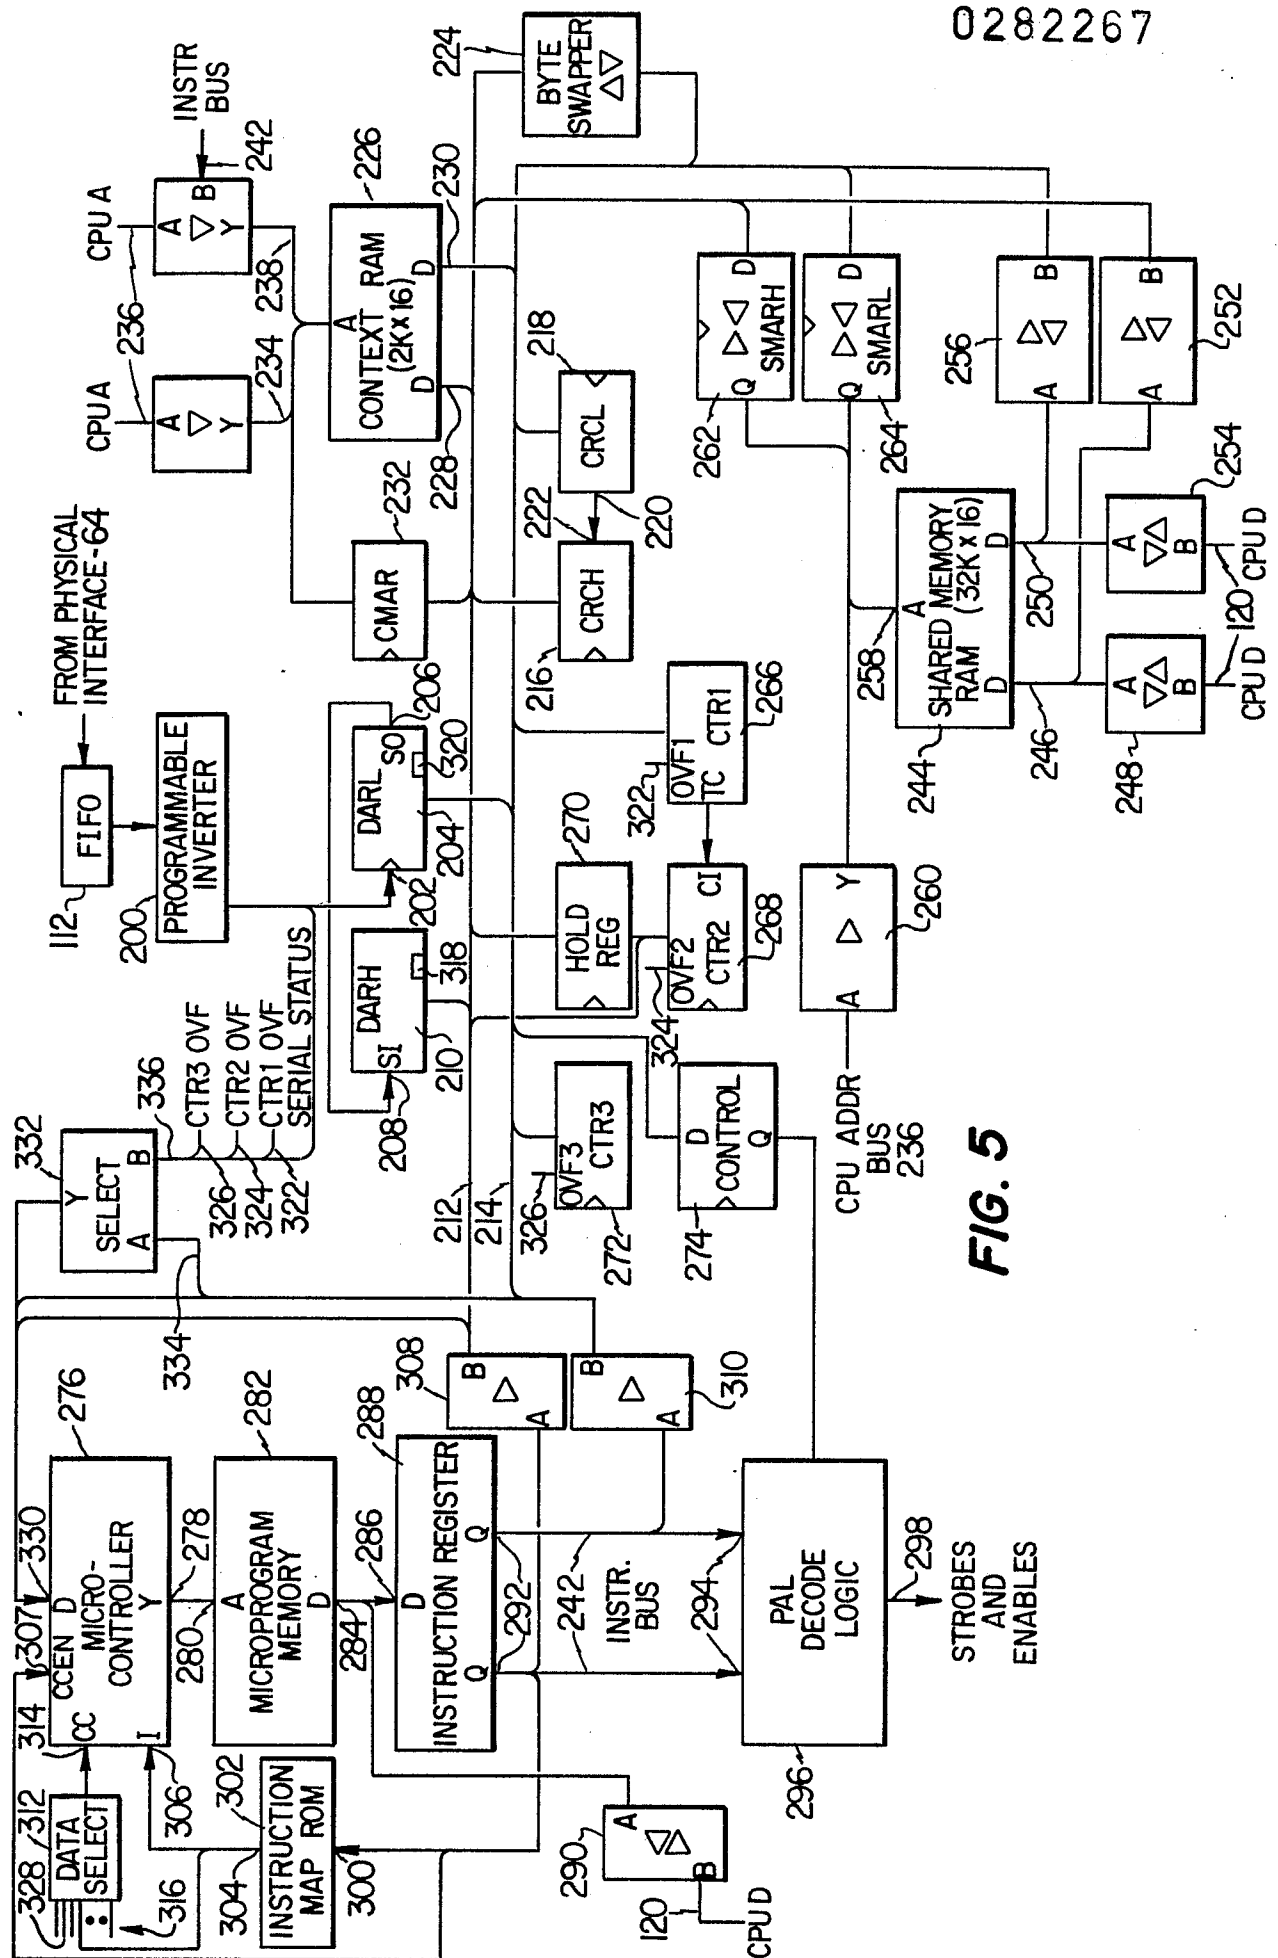 0282267
328
312
DATA
SELECT
316
314
CC
307
330
CCEN D
MICRO-
CONTROLLER
I
Y
276
306
278
280
A
MICROPROGRAM
MEMORY
D
282
284
286
302
304
INSTRUCTION
MAP ROM
300
D
INSTRUCTION REGISTER
Q
Q
288
292
242
INSTR.
BUS
294
290
A
B
120
CPU D
PAL
DECODE
LOGIC
296
298
STROBES
AND
ENABLES
308
B
A
B
A
310
332
Y
SELECT
A
B
334
336
326
CTR3 OVF
324
CTR2 OVF
322
CTR1 OVF
SERIAL STATUS
FROM PHYSICAL
INTERFACE-64
112
FIFO
200
PROGRAMMABLE
INVERTER
208
SI
DARH
318
210
202
DARL
SO
206
320
204
212
214
326
OVF3
CTR3
272
274
D
CONTROL
Q
270
HOLD
REG
324
OVF2
CTR2
CI
268
322
OVF1
TC
CTR1
266
CPU ADDR
BUS
236
A
Y
260
CPU A
236
CPU A
A
Y
234
A
B
Y
238
INSTR
BUS
242
232
CMAR
A
CONTEXT RAM
(2K x 16)
D
D
226
228
230
216
CRCH
222
220
CRCL
218
224
BYTE
SWAPPER
262
Q
D
SMARH
Q
D
SMARL
264
258
A
SHARED MEMORY
RAM (32K x 16)
D
D
244
246
250
256
A
B
A
B
252
248
A
B
A
B
254
120
CPU D
CPU D
FIG. 5